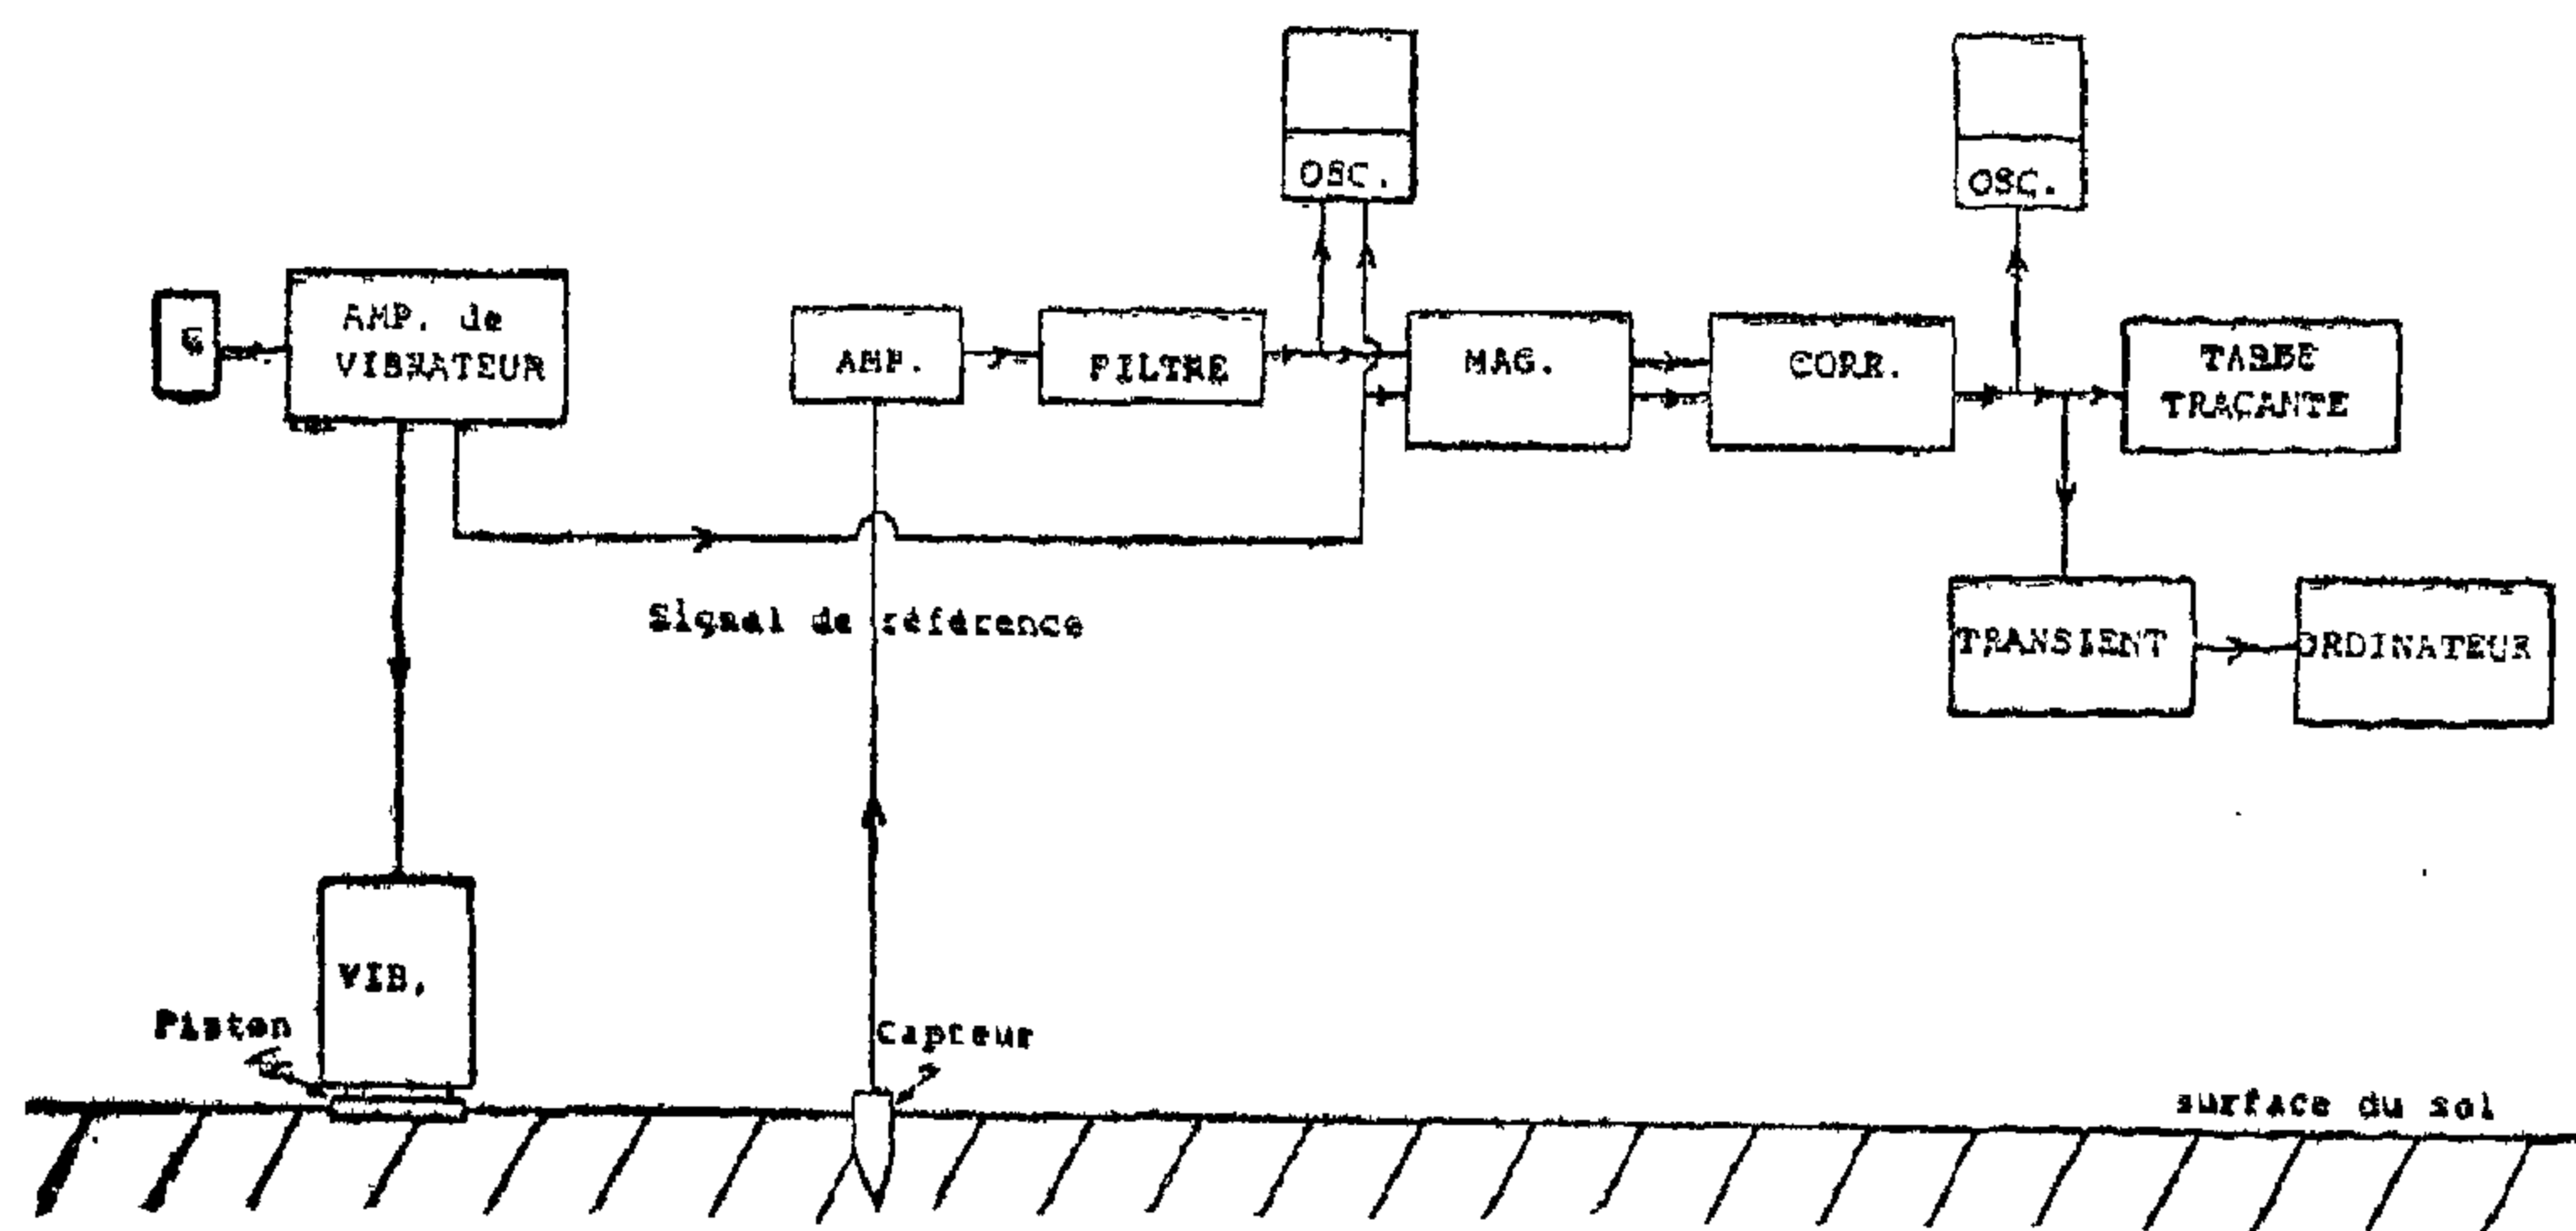 OSC.
OSC.
G
AMP. de
VIBRATEUR
AMP.
FILTRE
MAG.
CORR.
TABLE
TRAÇANTE
Signal de référence
TRANSIENT
ORDINATEUR
VIB.
Piston
Capteur
surface du sol